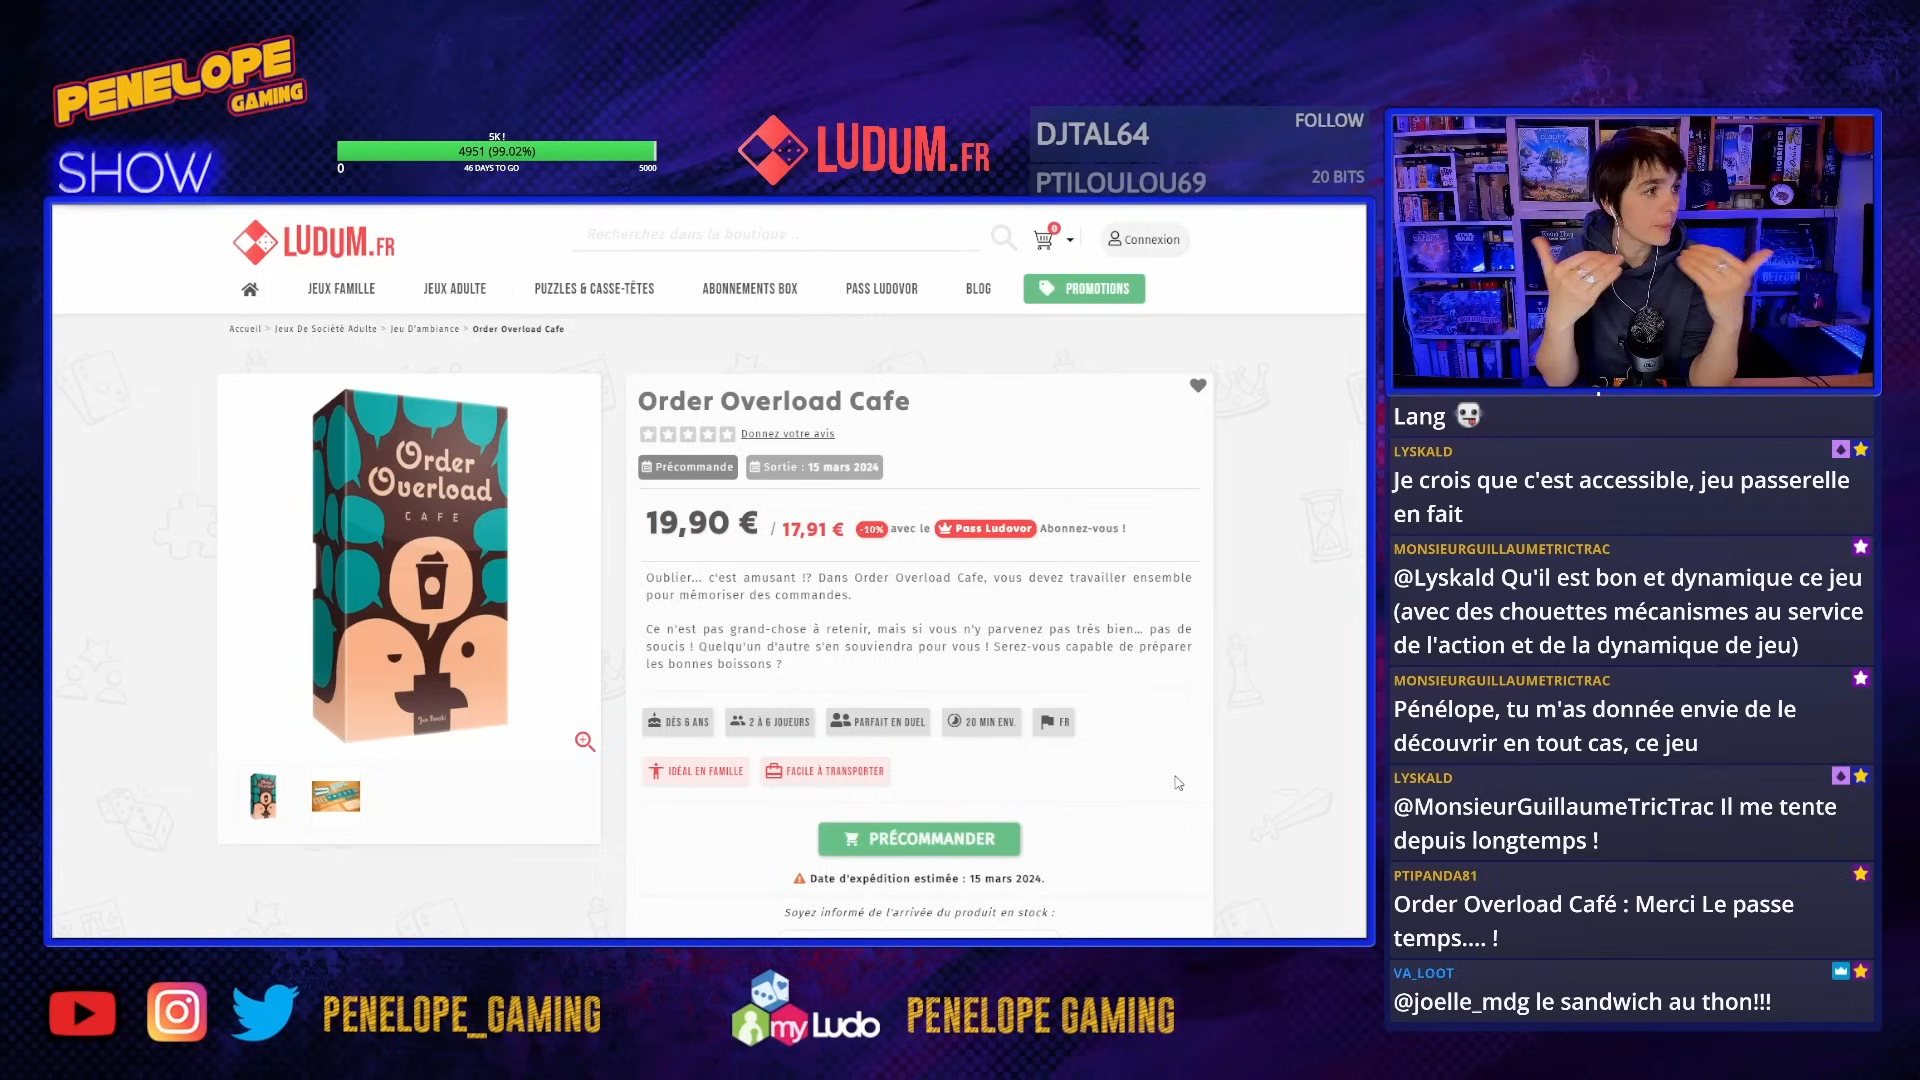 PENELOPE
GAMING
SHOW
5K !
4951 (99.02%)
0
46 DAYS TO GO
5000
LUDUM.FR
DJTAL64
FOLLOW
PTILOULOU69
20 BITS
LUDUM.FR
Recherchez dans la boutique ...
0
Connexion
JEUX FAMILLE
JEUX ADULTE
PUZZLES & CASSE-TÊTES
ABONNEMENTS BOX
PASS LUDOVOR
BLOG
PROMOTIONS
Accueil > Jeux De Société Adulte > Jeu D'ambiance > Order Overload Cafe
Order
Overload
CAFE
Order Overload Cafe
Donnez votre avis
Précommande
Sortie : 15 mars 2024
19,90 € / 17,91 € -10% avec le Pass Ludovor Abonnez-vous !
Oublier... c'est amusant !? Dans Order Overload Cafe, vous devez travailler ensemble
pour mémoriser des commandes.
Ce n'est pas grand-chose à retenir, mais si vous n'y parvenez pas très bien... pas de
soucis ! Quelqu'un d'autre s'en souviendra pour vous ! Serez-vous capable de préparer
les bonnes boissons ?
DÈS 6 ANS
2 À 6 JOUEURS
PARFAIT EN DUEL
20 MIN ENV.
FR
IDÉAL EN FAMILLE
FACILE À TRANSPORTER
PRÉCOMMANDER
Date d'expédition estimée : 15 mars 2024.
Soyez informé de l'arrivée du produit en stock :
Lang
LYSKALD
Je crois que c'est accessible, jeu passerelle
en fait
MONSIEURGUILLAUMETRICTRAC
@Lyskald Qu'il est bon et dynamique ce jeu
(avec des chouettes mécanismes au service
de l'action et de la dynamique de jeu)
MONSIEURGUILLAUMETRICTRAC
Pénélope, tu m'as donnée envie de le
découvrir en tout cas, ce jeu
LYSKALD
@MonsieurGuillaumeTricTrac Il me tente
depuis longtemps !
PTIPANDA81
Order Overload Café : Merci Le passe
temps.... !
VA_LOOT
@joelle_mdg le sandwich au thon!!!
PENELOPE_GAMING
myLudo
PENELOPE GAMING